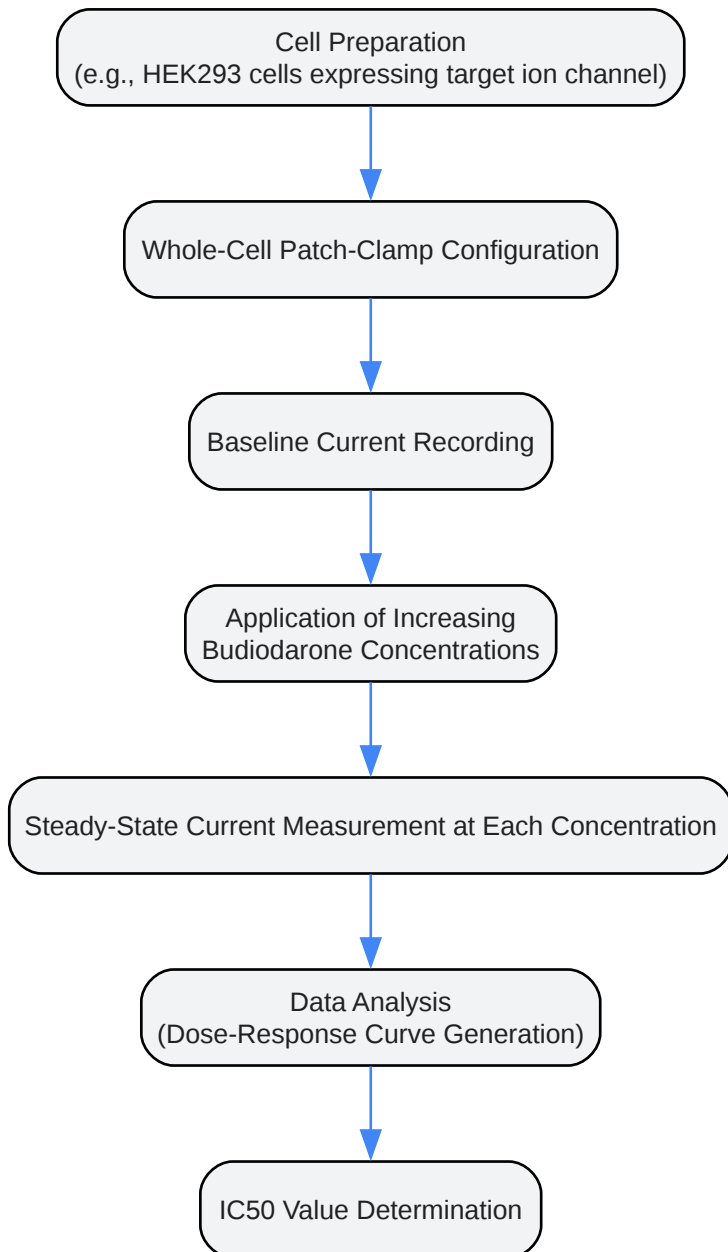 Cell Preparation
(e.g., HEK293 cells expressing target ion channel)
Whole-Cell Patch-Clamp Configuration
Baseline Current Recording
Application of Increasing
Budiodarone Concentrations
Steady-State Current Measurement at Each Concentration
Data Analysis
(Dose-Response Curve Generation)
IC50 Value Determination